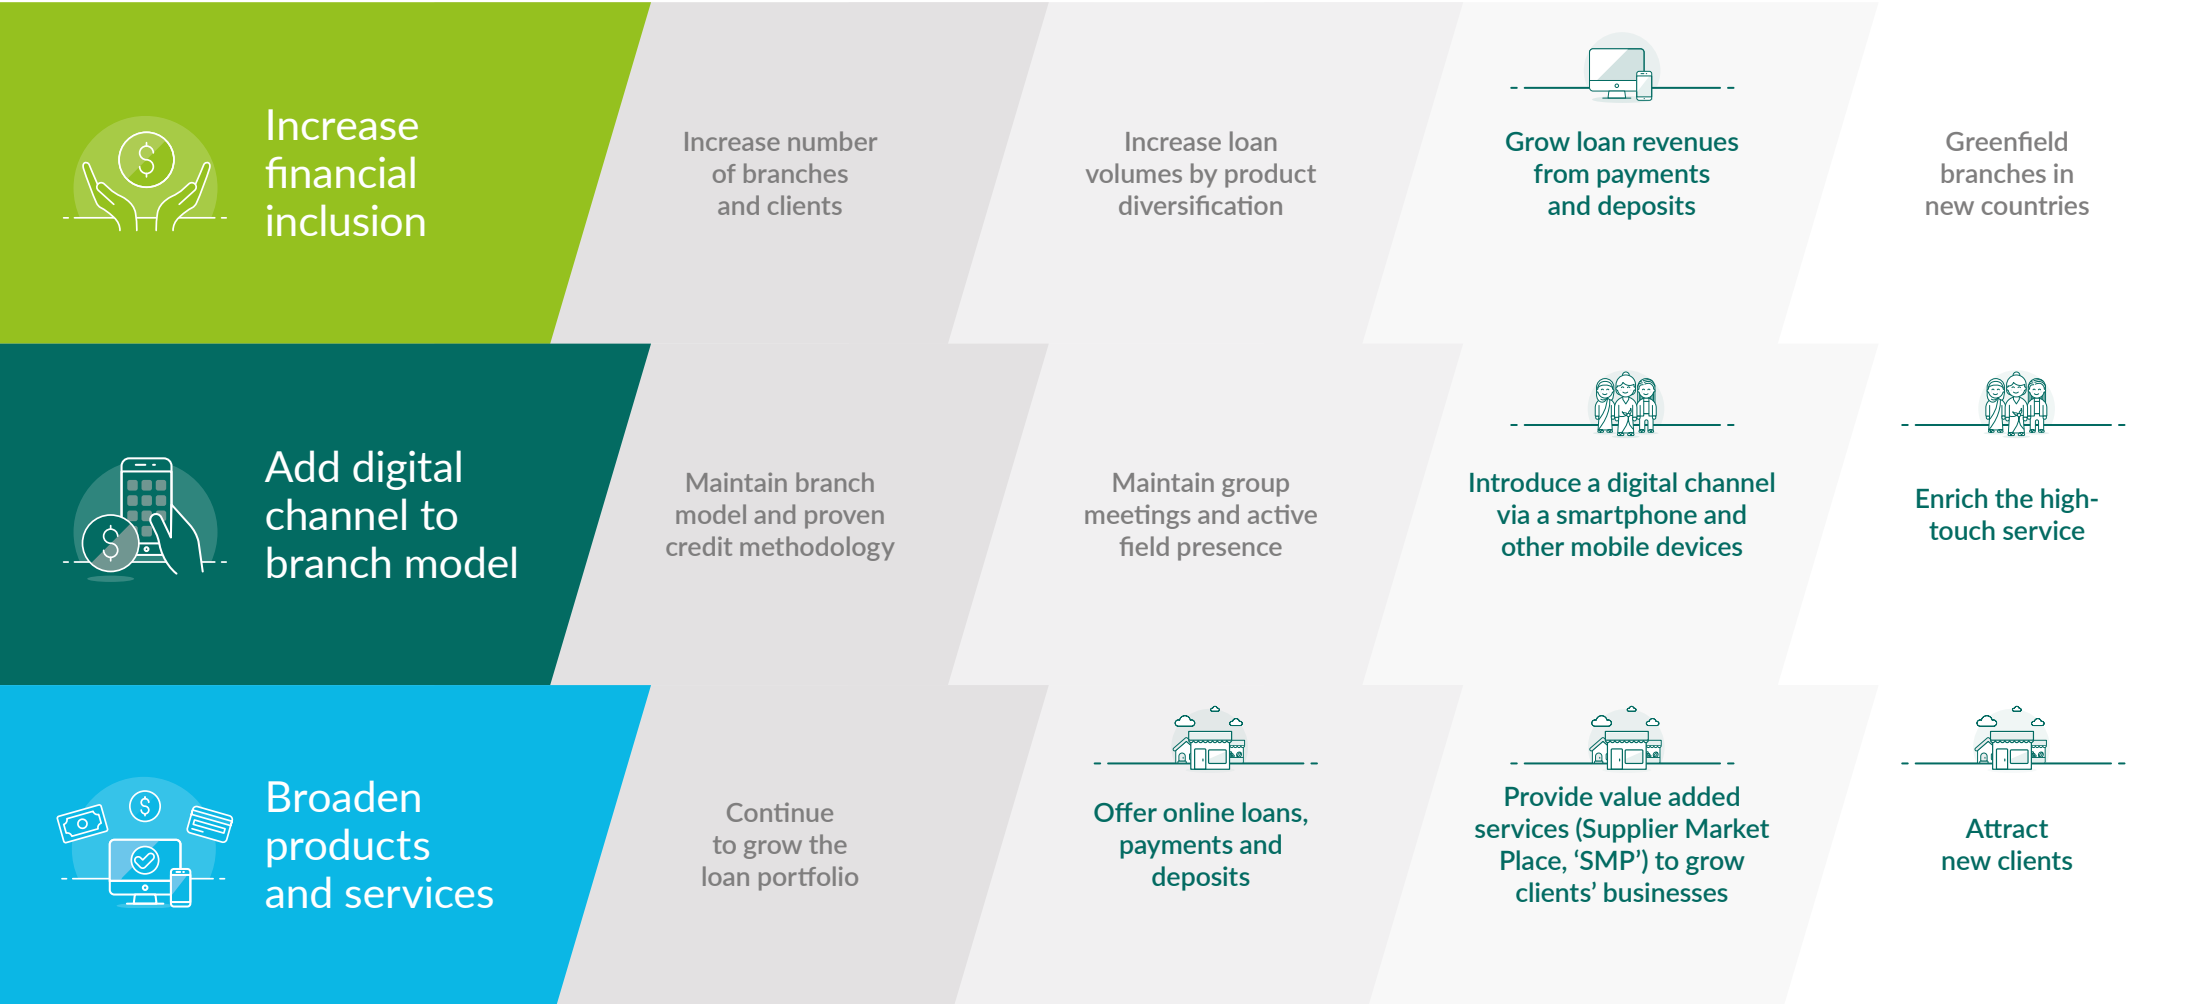 Increase
financial
inclusion
Increase number
of branches
and clients
Increase loan
volumes by product
diversification
Grow loan revenues
from payments
and deposits
Greenfield
branches in
new countries
Add digital
channel to
branch model
Maintain branch
model and proven
credit methodology
Maintain group
meetings and active
field presence
Introduce a digital channel
via a smartphone and
other mobile devices
Enrich the high-
touch service
Broaden
products
and services
Continue
to grow the
loan portfolio
Offer online loans,
payments and
deposits
Provide value added
services (Supplier Market
Place, ‘SMP’) to grow
clients’ businesses
Attract
new clients